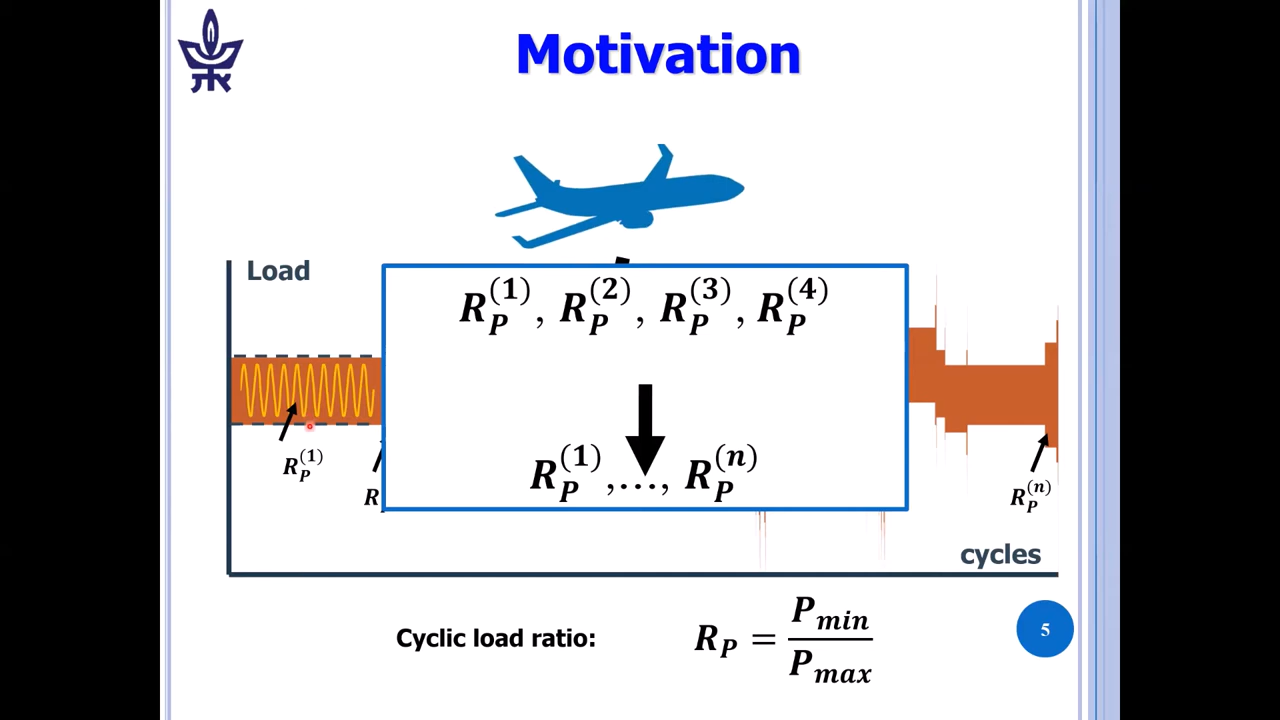 Motivation
Load
R_P^(1), R_P^(2), R_P^(3), R_P^(4)
R_P^(1),…, R_P^(n)
R_P^(1)
R
R_P^(n)
cycles
Cyclic load ratio: R_P = P_min / P_max
5